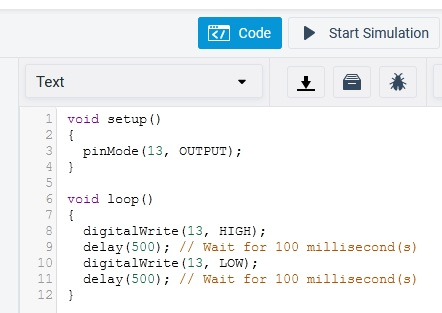 Code
Start Simulation
Text
1 void setup()
2 {
3   pinMode(13, OUTPUT);
4 }
5
6 void loop()
7 {
8   digitalWrite(13, HIGH);
9   delay(500); // Wait for 100 millisecond(s)
10   digitalWrite(13, LOW);
11   delay(500); // Wait for 100 millisecond(s)
12 }